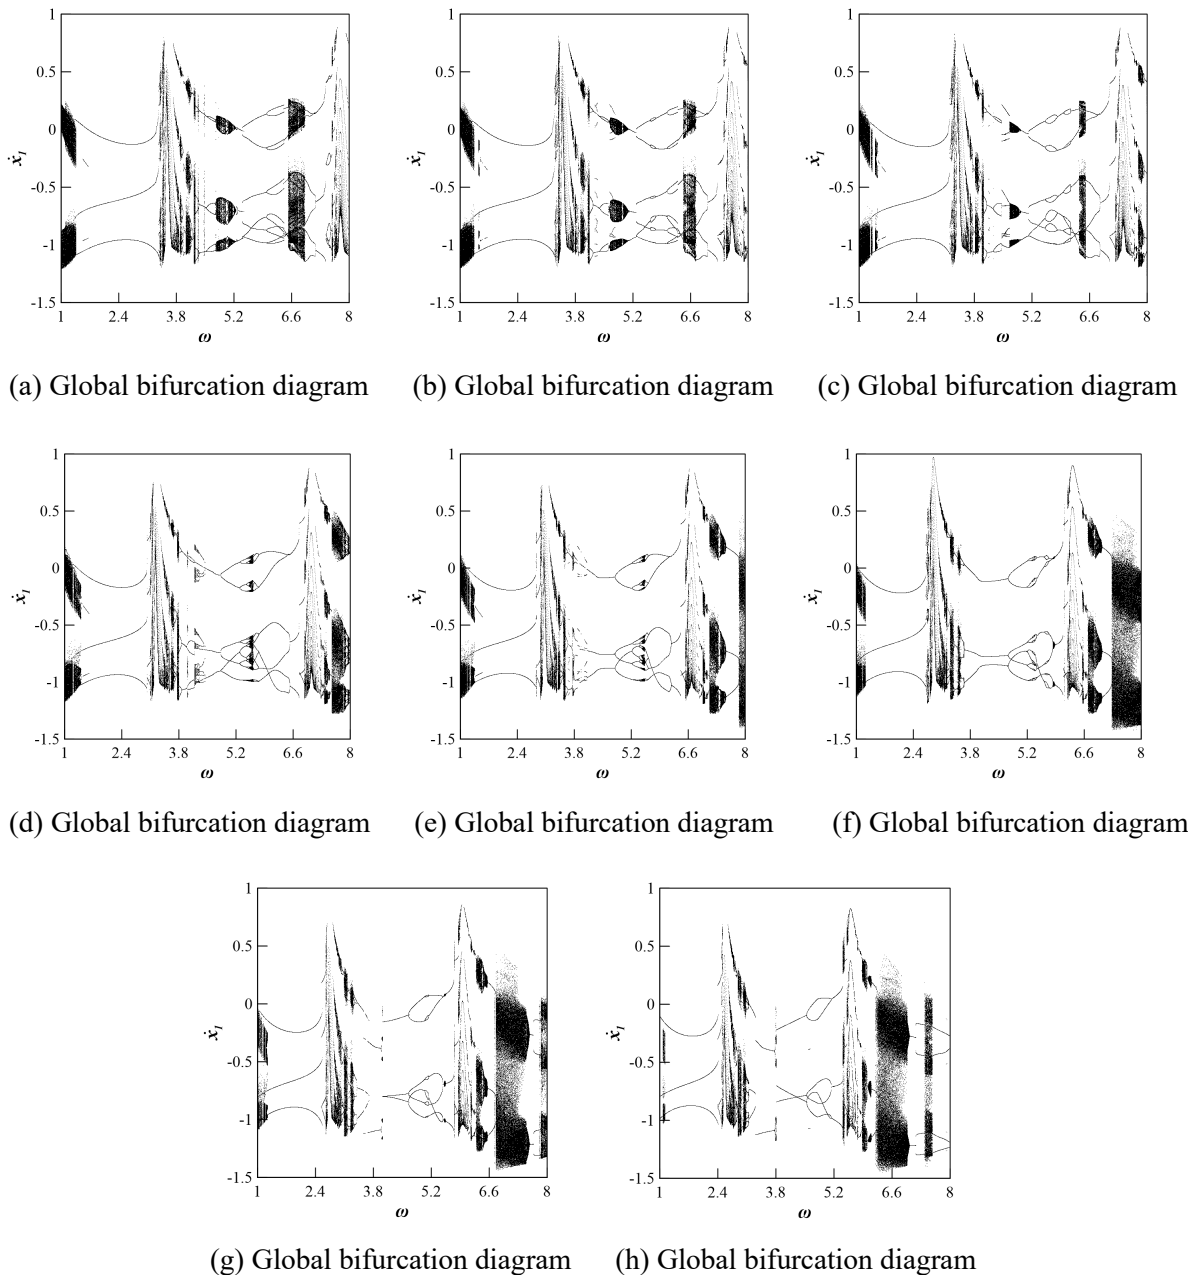 1 1 1
0.5 0.5 0.5
0 0 0
ẋ₁ ẋ₁ ẋ₁
-0.5 -0.5 -0.5
-1 -1 -1
-1.5 -1.5 -1.5
1 2.4 3.8 5.2 6.6 8 1 2.4 3.8 5.2 6.6 8 1 2.4 3.8 5.2 6.6 8
ω ω ω
(a) Global bifurcation diagram (b) Global bifurcation diagram (c) Global bifurcation diagram
1 1 1
0.5 0.5 0.5
0 0 0
ẋ₁ ẋ₁ ẋ₁
-0.5 -0.5 -0.5
-1 -1 -1
-1.5 -1.5 -1.5
1 2.4 3.8 5.2 6.6 8 1 2.4 3.8 5.2 6.6 8 1 2.4 3.8 5.2 6.6 8
ω ω ω
(d) Global bifurcation diagram (e) Global bifurcation diagram (f) Global bifurcation diagram
1 1
0.5 0.5
0 0
ẋ₁ ẋ₁
-0.5 -0.5
-1 -1
-1.5 -1.5
1 2.4 3.8 5.2 6.6 8 1 2.4 3.8 5.2 6.6 8
ω ω
(g) Global bifurcation diagram (h) Global bifurcation diagram